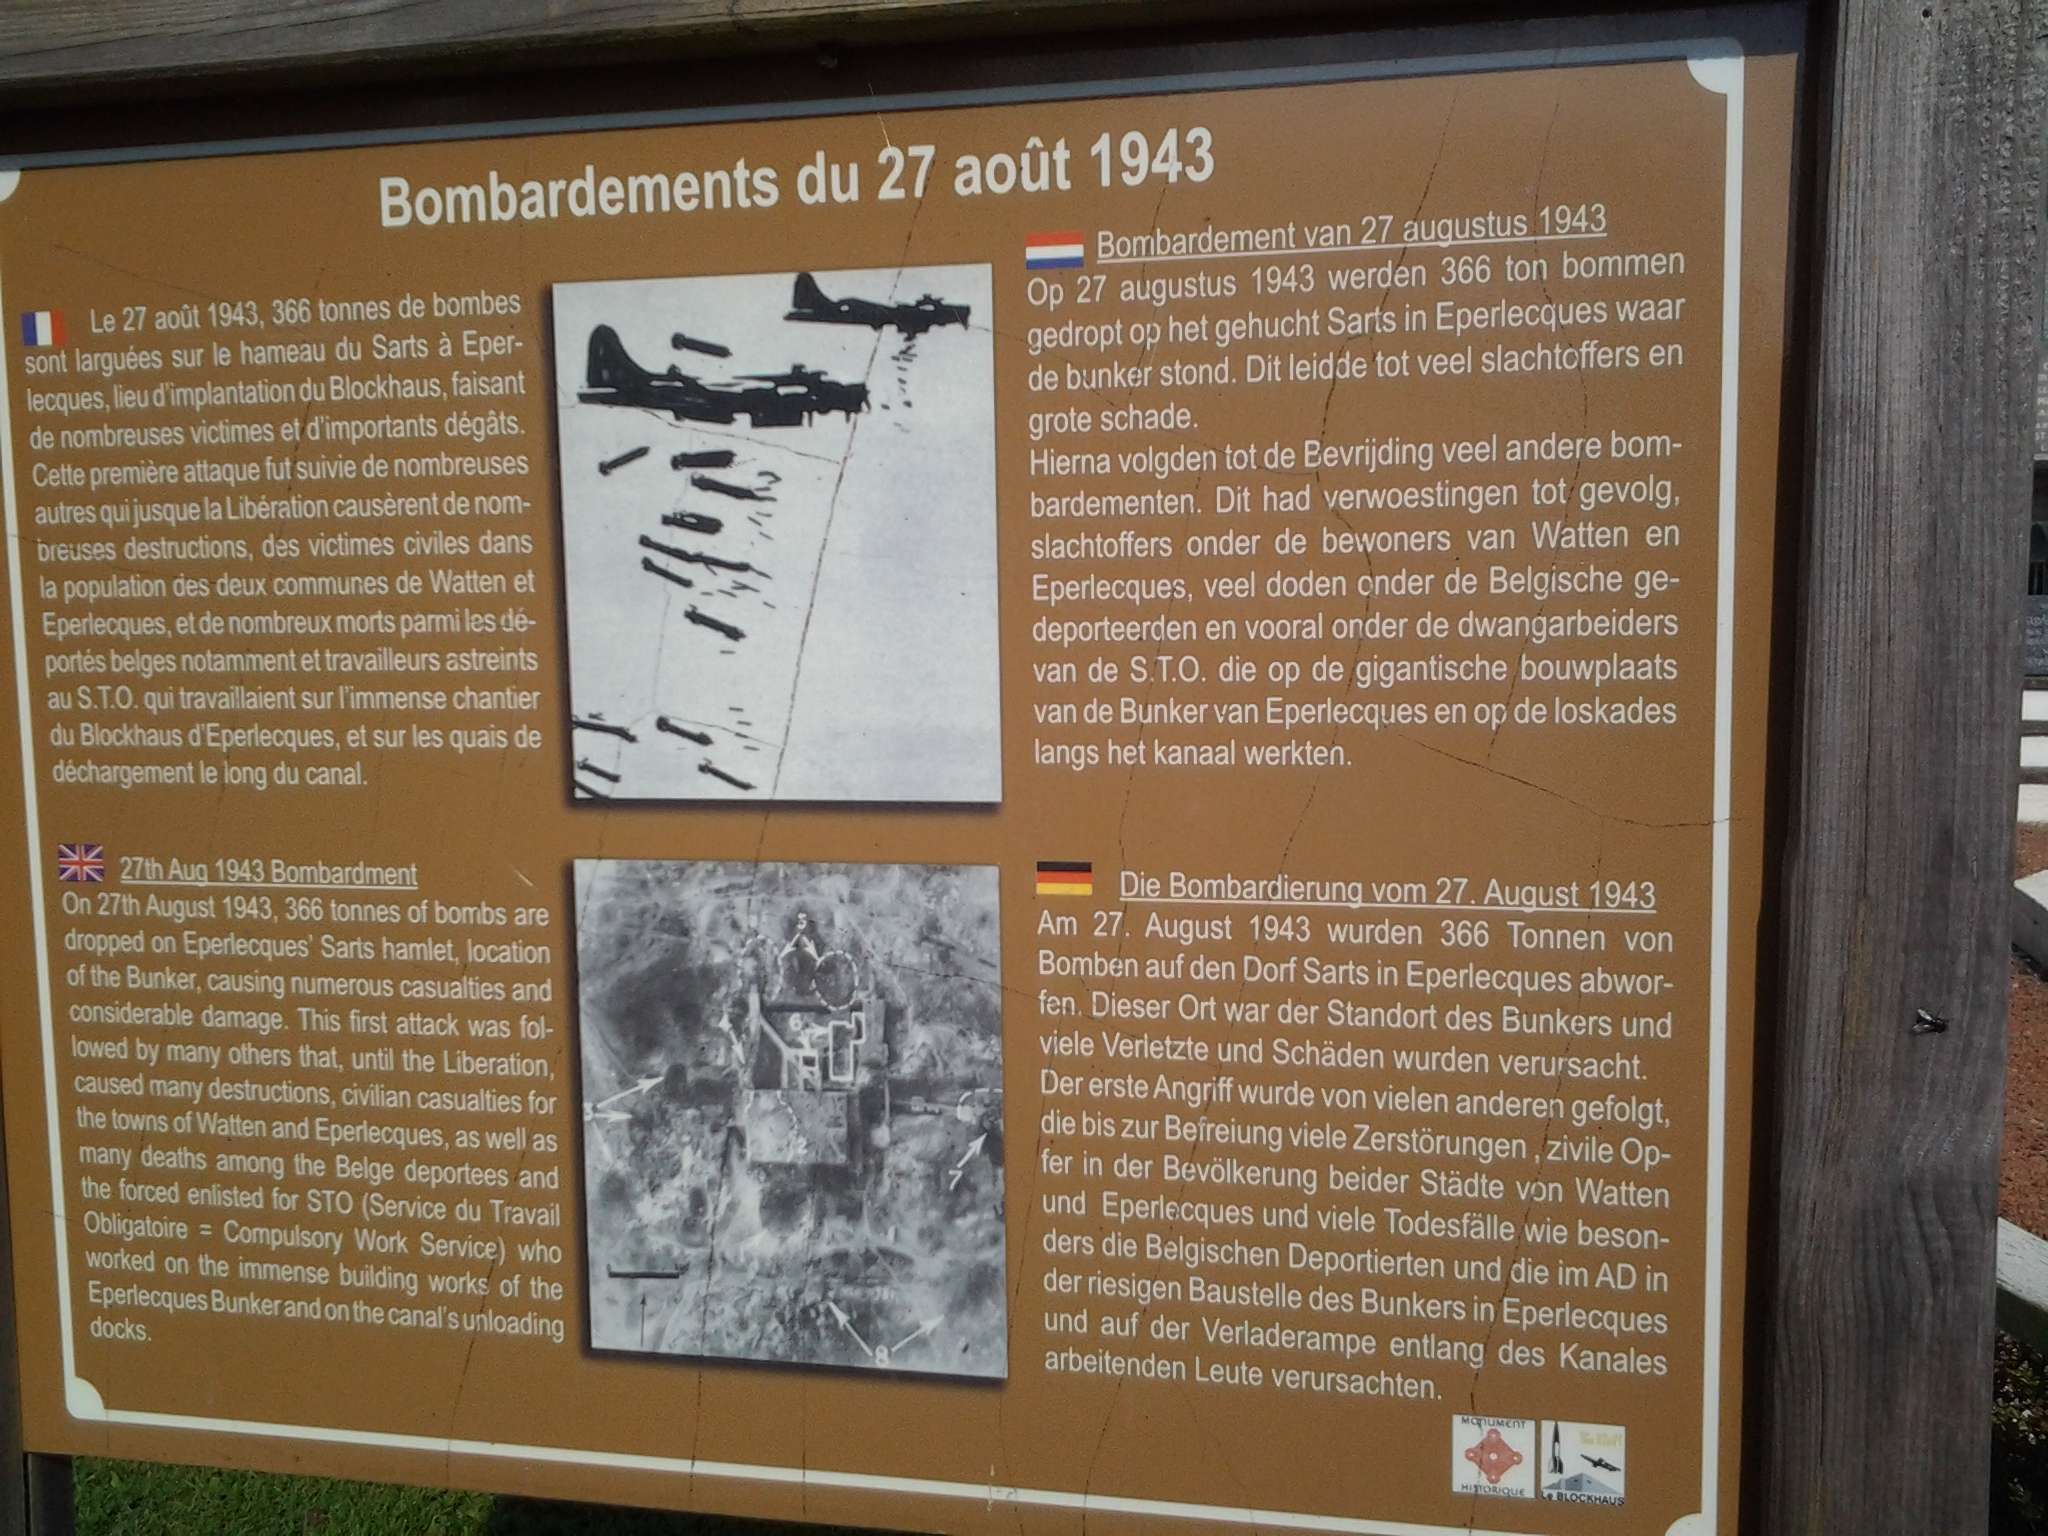 Bombardements du 27 août 1943
Le 27 août 1943, 366 tonnes de bombes
sont larguées sur le hameau du Sarts à Eper-
lecques, lieu d'implantation du Blockhaus, faisant
de nombreuses victimes et d'importants dégâts.
Cette première attaque fut suivie de nombreuses
autres qui jusque la Libération causèrent de nom-
breuses destructions, des victimes civiles dans
la population des deux communes de Watten et
Eperlecques, et de nombreux morts parmi les dé-
portés belges notamment et travailleurs astreints
au S.T.O. qui travaillaient sur l'immense chantier
du Blockhaus d'Eperlecques, et sur les quais de
déchargement le long du canal.
27th Aug 1943 Bombardment
On 27th August 1943, 366 tonnes of bombs are
dropped on Eperlecques' Sarts hamlet, location
of the Bunker, causing numerous casualties and
considerable damage. This first attack was fol-
lowed by many others that, until the Liberation,
caused many destructions, civilian casualties for
the towns of Watten and Eperlecques, as well as
many deaths among the Belge deportees and
the forced enlisted for STO (Service du Travail
Obligatoire = Compulsory Work Service) who
worked on the immense building works of the
Eperlecques Bunker and on the canal's unloading
docks.
5
6
4
3
2
7
8
Bombardement van 27 augustus 1943
Op 27 augustus 1943 werden 366 ton bommen
gedropt op het gehucht Sarts in Eperlecques waar
de bunker stond. Dit leidde tot veel slachtoffers en
grote schade.
Hierna volgden tot de Bevrijding veel andere bom-
bardementen. Dit had verwoestingen tot gevolg,
slachtoffers onder de bewoners van Watten en
Eperlecques, veel doden onder de Belgische ge-
deporteerden en vooral onder de dwangarbeiders
van de S.T.O. die op de gigantische bouwplaats
van de Bunker van Eperlecques en op de loskades
langs het kanaal werkten.
Die Bombardierung vom 27. August 1943
Am 27. August 1943 wurden 366 Tonnen von
Bomben auf den Dorf Sarts in Eperlecques abwor-
fen. Dieser Ort war der Standort des Bunkers und
viele Verletzte und Schäden wurden verursacht.
Der erste Angriff wurde von vielen anderen gefolgt,
die bis zur Befreiung viele Zerstörungen , zivile Op-
fer in der Bevölkerung beider Städte von Watten
und Eperlecques und viele Todesfälle wie beson-
ders die Belgischen Deportierten und die im AD in
der riesigen Baustelle des Bunkers in Eperlecques
und auf der Verladerampe entlang des Kanales
arbeitenden Leute verursachten.
MONUMENT
HISTORIQUE
Le BLOCKHAUS